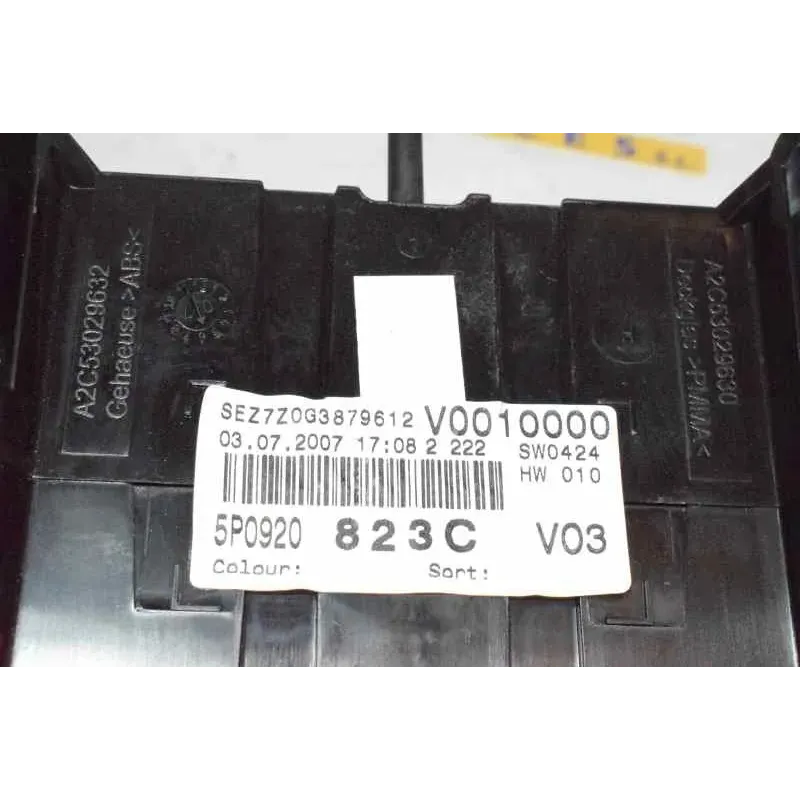 E S S.L.
A2C53029632
Gehaeuse >ABS<
A2C53029630
Deckglas >PMMA<
SEZ7Z0G3879612 V0010000
03.07.2007 17:08 2 222 SW0424
HW 010
5P0920 823C V03
Colour: Sort: